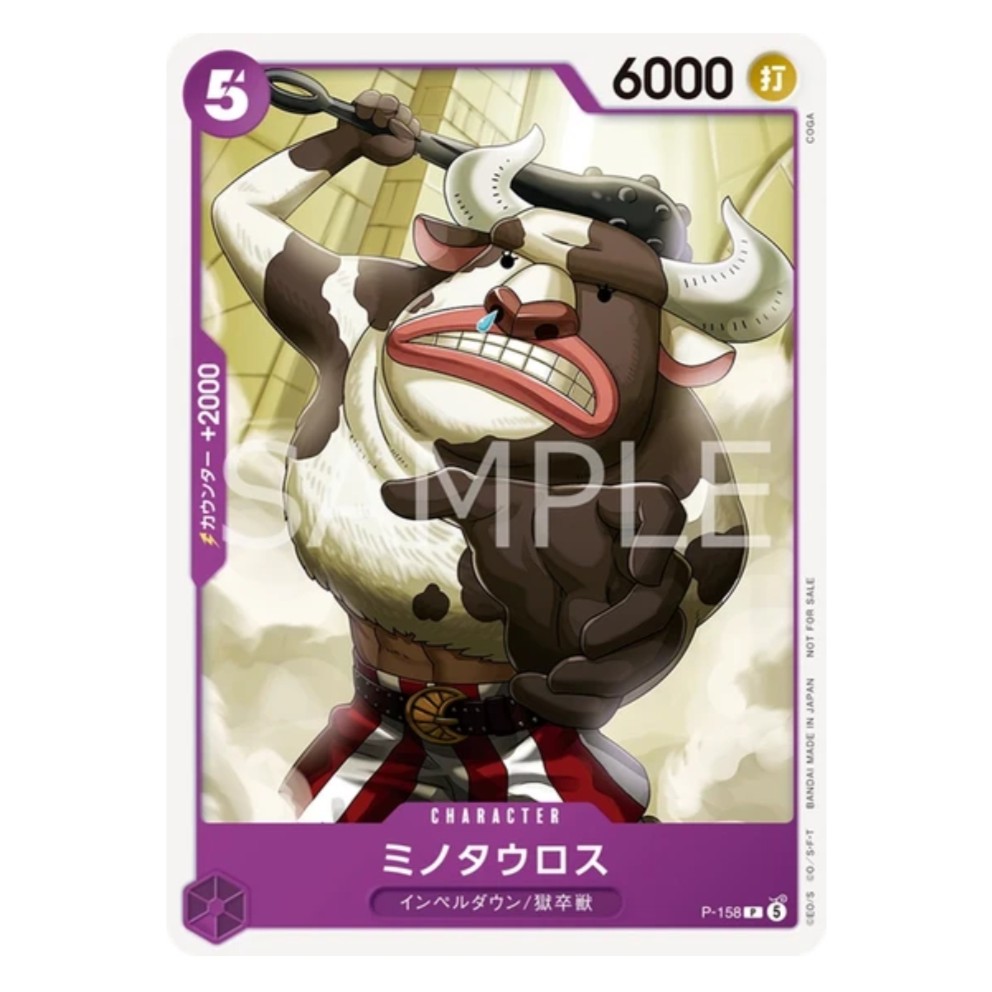 5
6000 打
COGA
カウンター +2000
SAMPLE
CHARACTER
ミノタウロス
インペルダウン/獄卒獣
P-158 P 5
©EO/S ©O/S・F・T BANDAI MADE IN JAPAN NOT FOR SALE